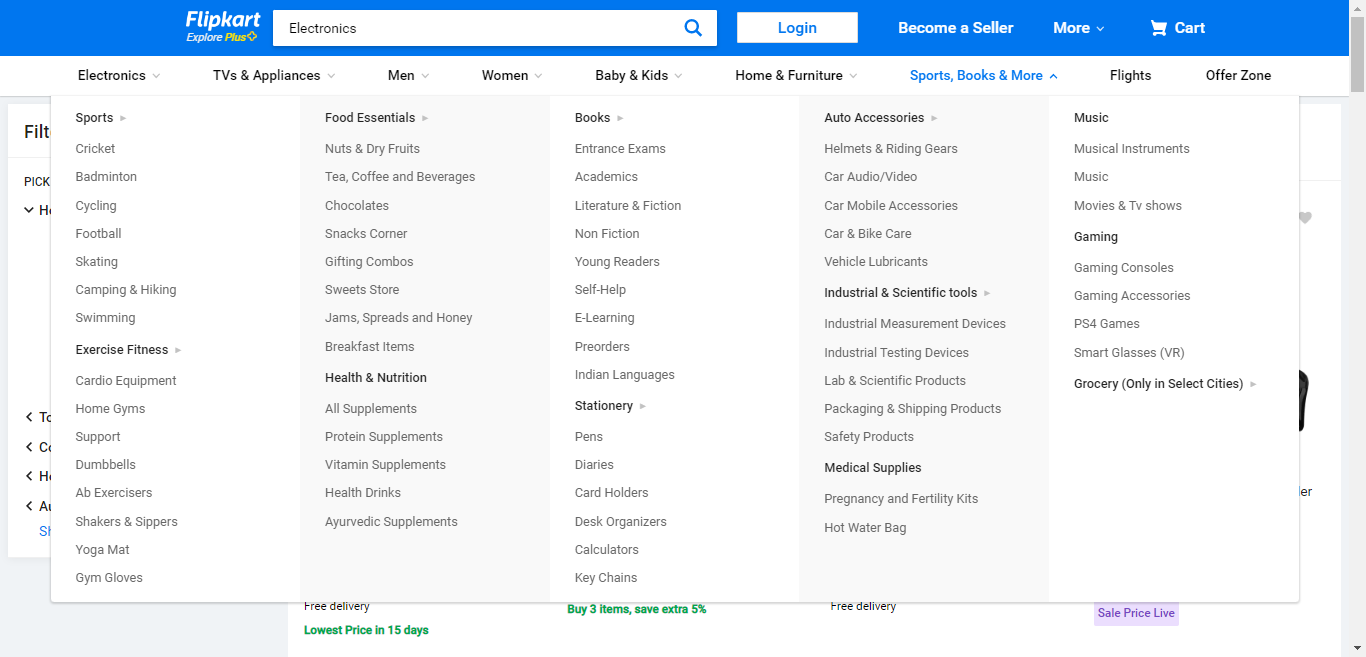 Flipkart
Explore Plus
Electronics
Login
Become a Seller
More
Cart
Electronics
TVs & Appliances
Men
Women
Baby & Kids
Home & Furniture
Sports, Books & More
Flights
Offer Zone
Sports
Cricket
Badminton
Cycling
Football
Skating
Camping & Hiking
Swimming
Exercise Fitness
Cardio Equipment
Home Gyms
Support
Dumbbells
Ab Exercisers
Shakers & Sippers
Yoga Mat
Gym Gloves
Food Essentials
Nuts & Dry Fruits
Tea, Coffee and Beverages
Chocolates
Snacks Corner
Gifting Combos
Sweets Store
Jams, Spreads and Honey
Breakfast Items
Health & Nutrition
All Supplements
Protein Supplements
Vitamin Supplements
Health Drinks
Ayurvedic Supplements
Books
Entrance Exams
Academics
Literature & Fiction
Non Fiction
Young Readers
Self-Help
E-Learning
Preorders
Indian Languages
Stationery
Pens
Diaries
Card Holders
Desk Organizers
Calculators
Key Chains
Auto Accessories
Helmets & Riding Gears
Car Audio/Video
Car Mobile Accessories
Car & Bike Care
Vehicle Lubricants
Industrial & Scientific tools
Industrial Measurement Devices
Industrial Testing Devices
Lab & Scientific Products
Packaging & Shipping Products
Safety Products
Medical Supplies
Pregnancy and Fertility Kits
Hot Water Bag
Music
Musical Instruments
Music
Movies & Tv shows
Gaming
Gaming Consoles
Gaming Accessories
PS4 Games
Smart Glasses (VR)
Grocery (Only in Select Cities)
PICK
Free delivery
Lowest Price in 15 days
Buy 3 items, save extra 5%
Free delivery
Sale Price Live